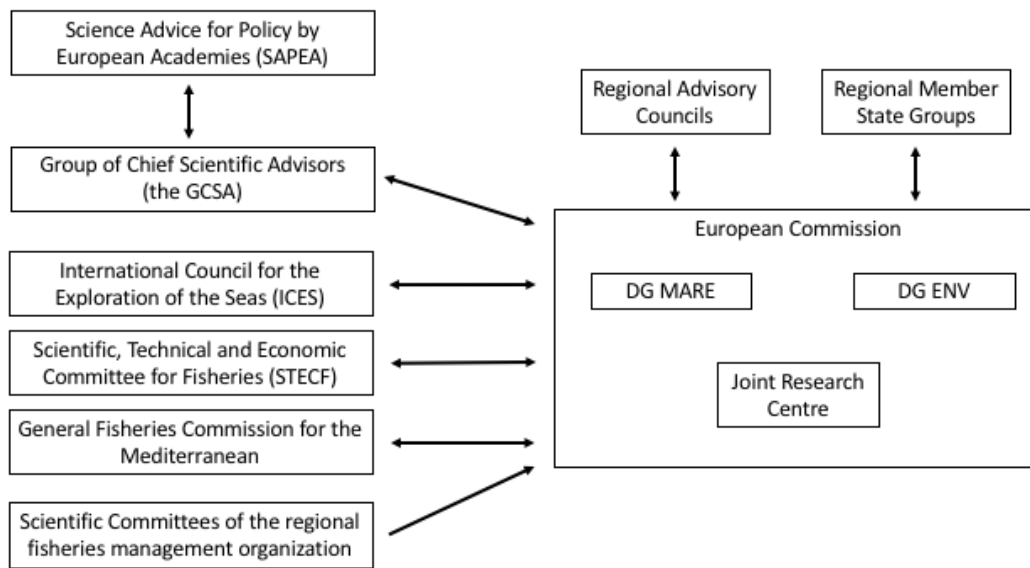 Science Advice for Policy by
European Academies (SAPEA)
Group of Chief Scientific Advisors
(the GCSA)
International Council for the
Exploration of the Seas (ICES)
Scientific, Technical and Economic
Committee for Fisheries (STECF)
General Fisheries Commission for the
Mediterranean
Scientific Committees of the regional
fisheries management organization
Regional Advisory
Councils
Regional Member
State Groups
European Commission
DG MARE
DG ENV
Joint Research
Centre